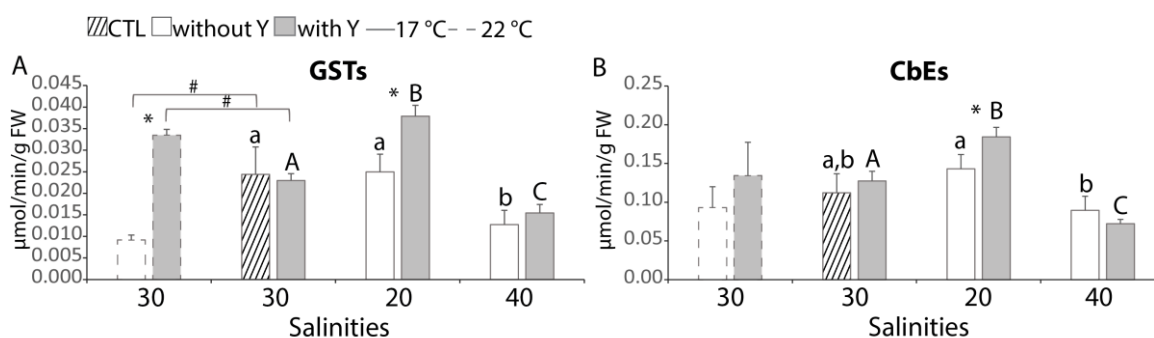 CTL without Y with Y 17 °C 22 °C
A GSTs
µmol/min/g FW
0.045
0.040
0.035
0.030
0.025
0.020
0.015
0.010
0.005
0.000
#
#
* a A a * B b C
30 30 20 40
Salinities
B CbEs
µmol/min/g FW
0.25
0.20
0.15
0.10
0.05
0.00
a,b A a * B b C
30 30 20 40
Salinities